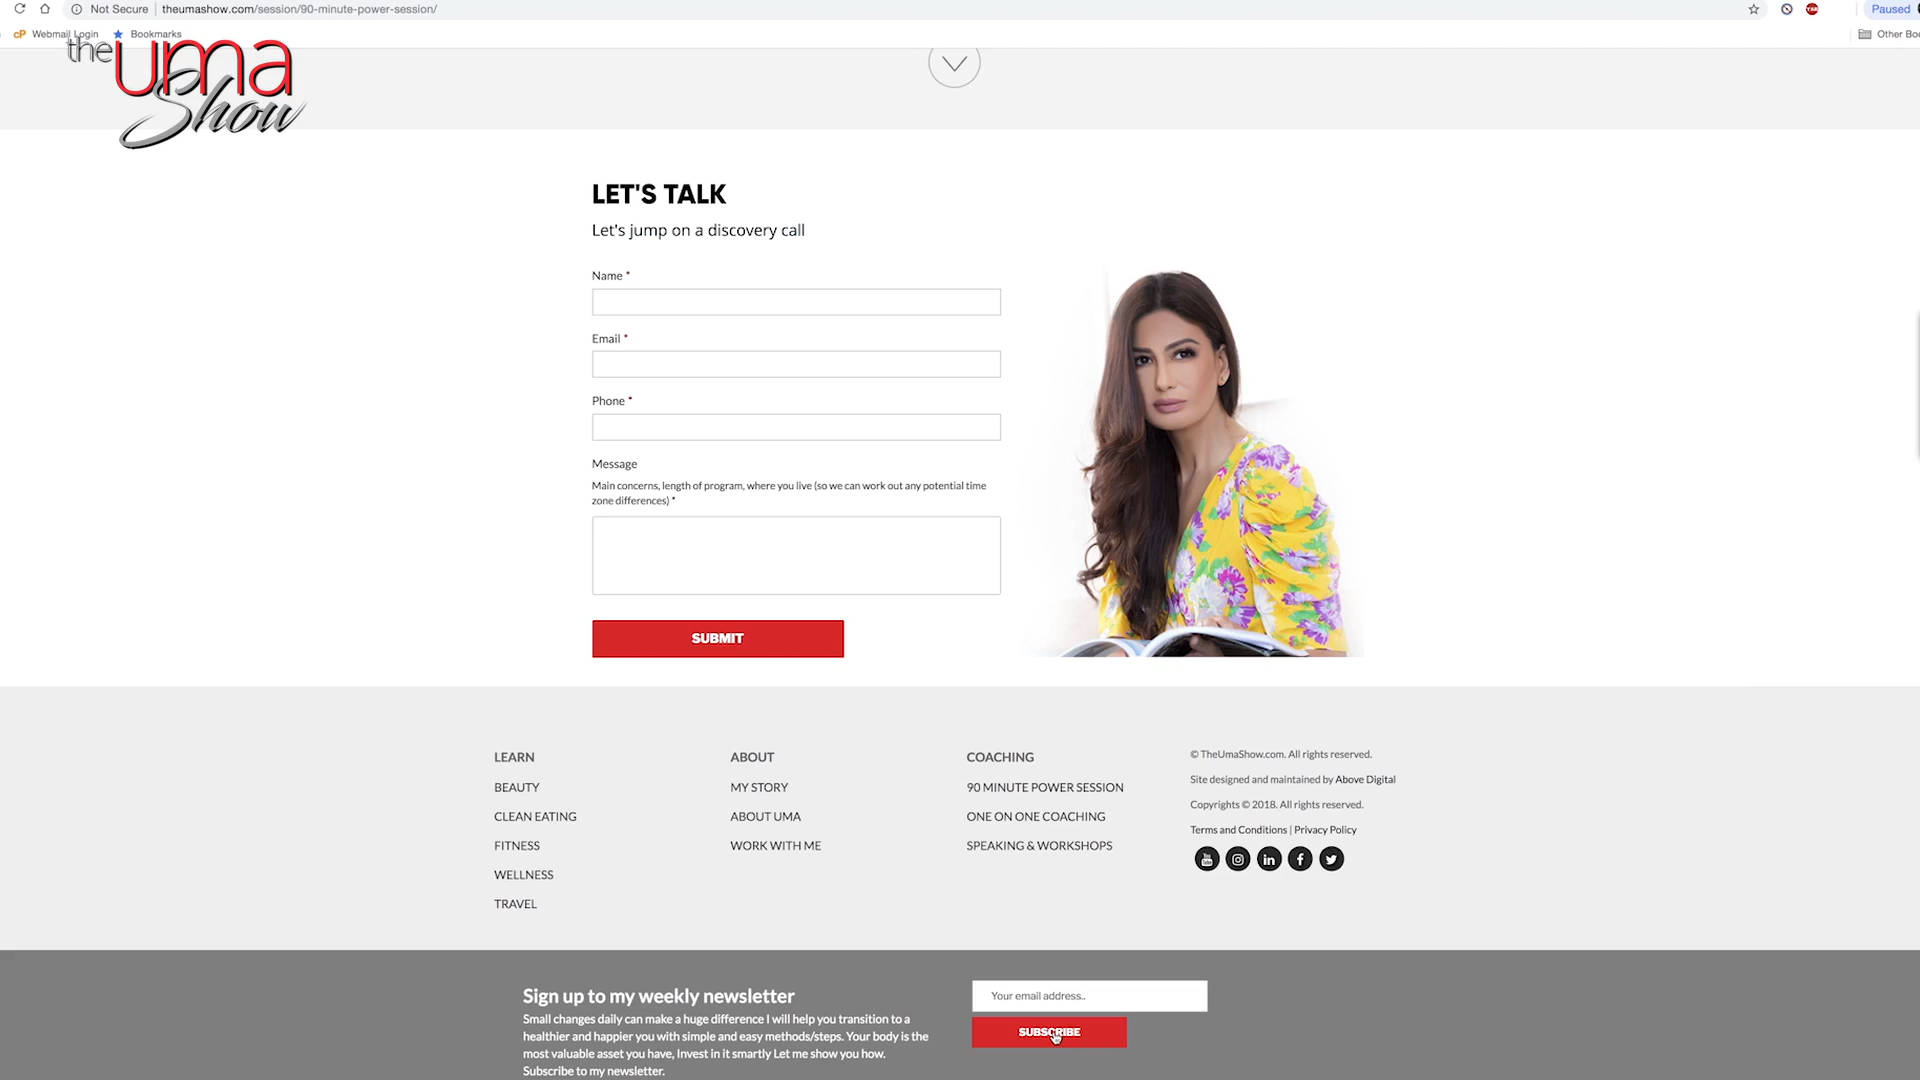 Not Secure | theumashow.com/session/90-minute-power-session/
Paused
cP Webmail Login Bookmarks
Other Boo
the uma Show
LET'S TALK
Let's jump on a discovery call
Name *
Email *
Phone *
Message
Main concerns, length of program, where you live (so we can work out any potential time
zone differences) *
SUBMIT
LEARN
BEAUTY
CLEAN EATING
FITNESS
WELLNESS
TRAVEL
ABOUT
MY STORY
ABOUT UMA
WORK WITH ME
COACHING
90 MINUTE POWER SESSION
ONE ON ONE COACHING
SPEAKING & WORKSHOPS
© TheUmaShow.com. All rights reserved.
Site designed and maintained by Above Digital
Copyrights © 2018. All rights reserved.
Terms and Conditions | Privacy Policy
Sign up to my weekly newsletter
Small changes daily can make a huge difference I will help you transition to a
healthier and happier you with simple and easy methods/steps. Your body is the
most valuable asset you have, Invest in it smartly Let me show you how.
Subscribe to my newsletter.
Your email address..
SUBSCRIBE